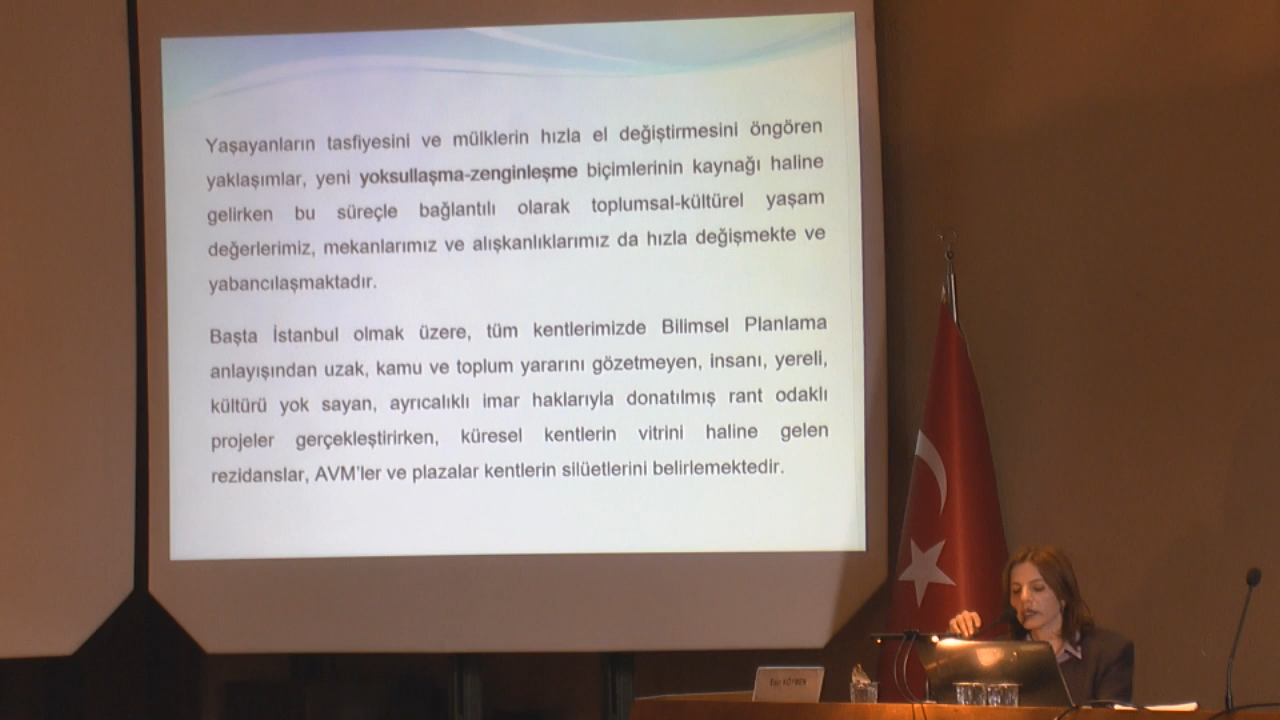 Yaşayanların tasfiyesini ve mülklerin hızla el değiştirmesini öngören
yaklaşımlar, yeni yoksullaşma-zenginleşme biçimlerinin kaynağı haline
gelirken bu süreçle bağlantılı olarak toplumsal-kültürel yaşam
değerlerimiz, mekanlarımız ve alışkanlıklarımız da hızla değişmekte ve
yabancılaşmaktadır.
Başta İstanbul olmak üzere, tüm kentlerimizde Bilimsel Planlama
anlayışından uzak, kamu ve toplum yararını gözetmeyen, insanı, yereli,
kültürü yok sayan, ayrıcalıklı imar haklarıyla donatılmış rant odaklı
projeler gerçekleştirirken, küresel kentlerin vitrini haline gelen
rezidanslar, AVM'ler ve plazalar kentlerin silüetlerini belirlemektedir.